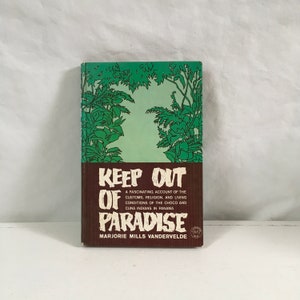 KEEP OUT
OF
PARADISE
A FASCINATING ACCOUNT OF THE
CUSTOMS, RELIGION, AND LIVING
CONDITIONS OF THE CHOCO AND
CUNA INDIANS IN PANAMA
MARJORIE MILLS VANDERVELDE